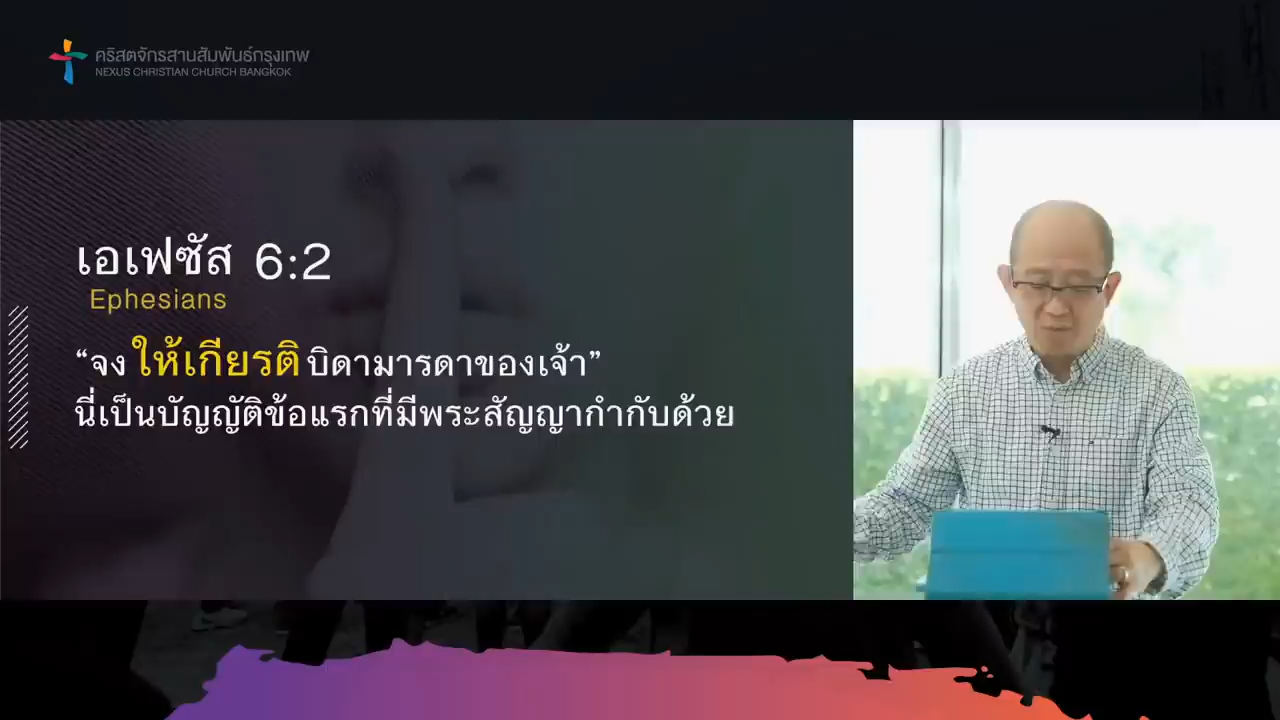 คริสตจักรสานสัมพันธ์กรุงเทพ
NEXUS CHRISTIAN CHURCH BANGKOK
เอเฟซัส 6:2
Ephesians
“จง ให้เกียรติ บิดามารดาของเจ้า”
นี่เป็นบัญญัติข้อแรกที่มีพระสัญญากำกับด้วย